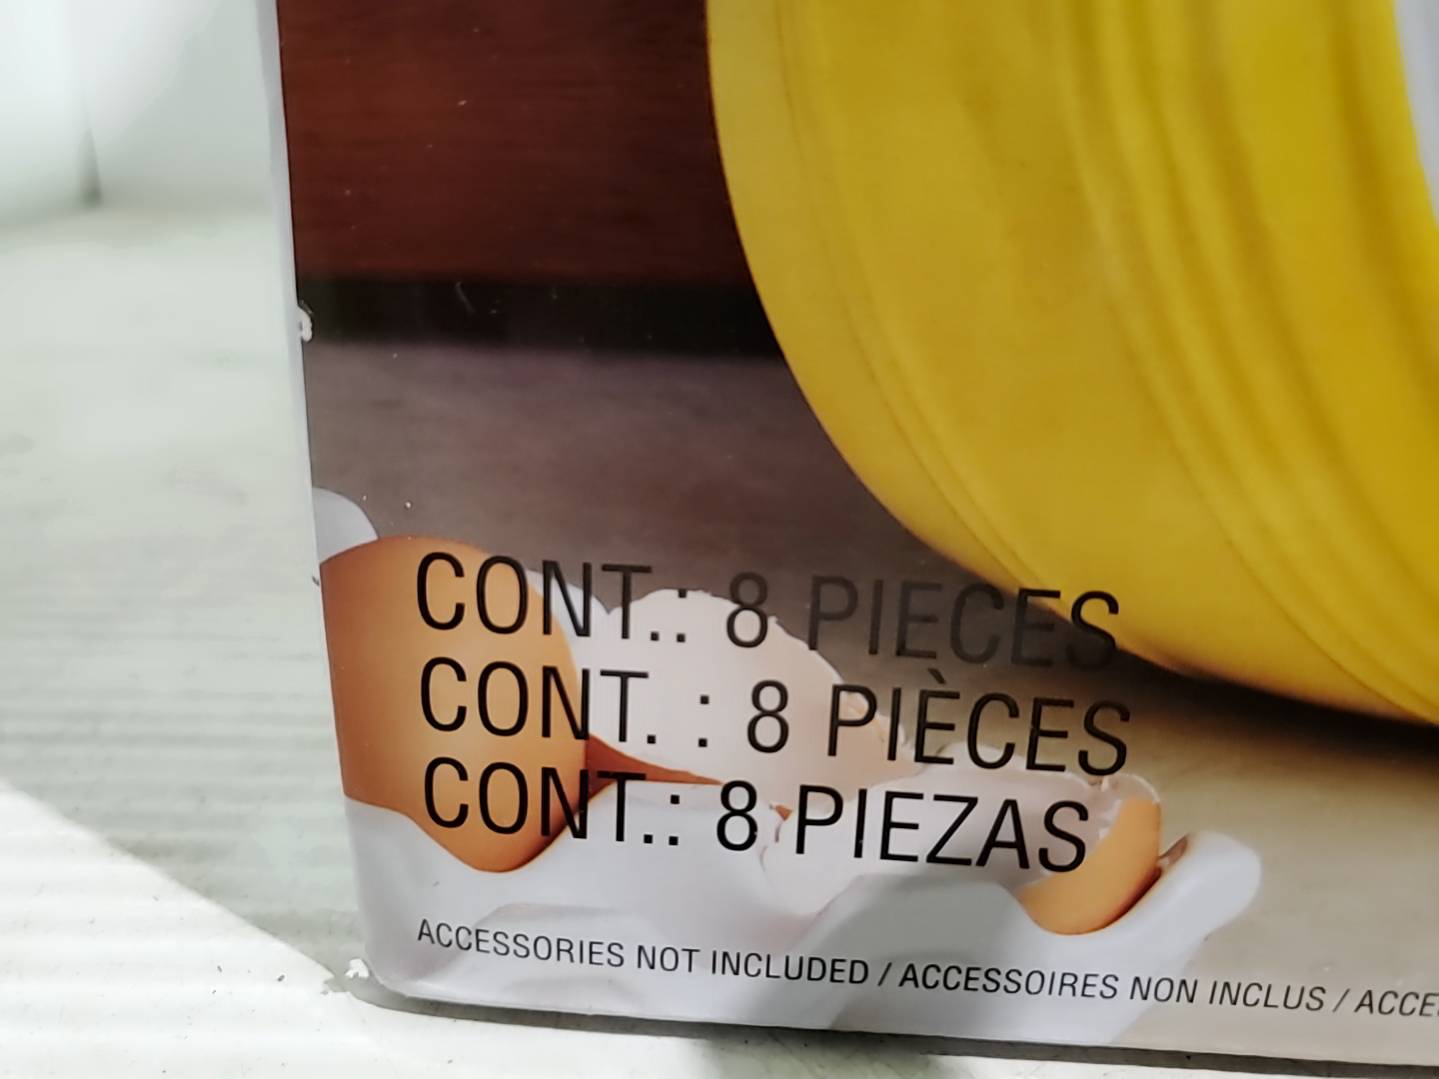 CONT.: 8 PIECES
CONT. : 8 PIÈCES
CONT.: 8 PIEZAS
ACCESSORIES NOT INCLUDED / ACCESSOIRES NON INCLUS /